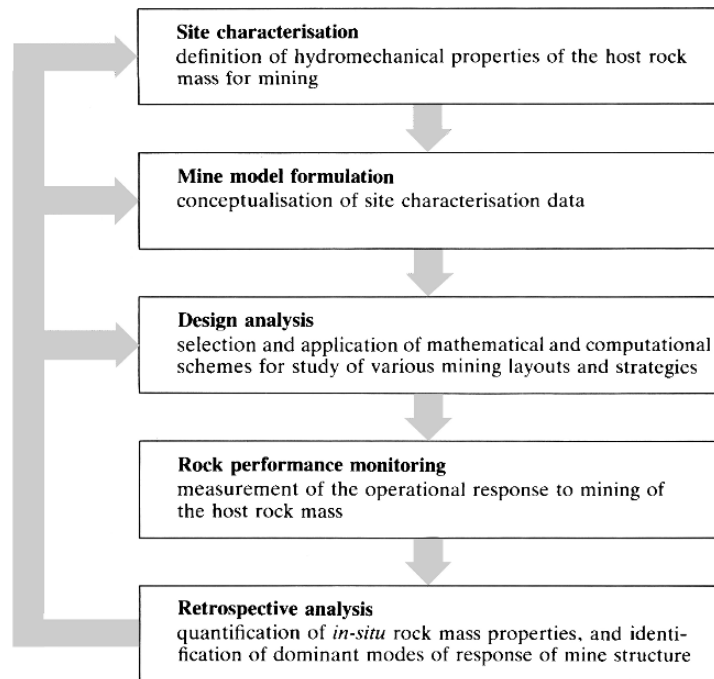 Site characterisation
definition of hydromechanical properties of the host rock
mass for mining
Mine model formulation
conceptualisation of site characterisation data
Design analysis
selection and application of mathematical and computational
schemes for study of various mining layouts and strategies
Rock performance monitoring
measurement of the operational response to mining of
the host rock mass
Retrospective analysis
quantification of in-situ rock mass properties, and identi-
fication of dominant modes of response of mine structure